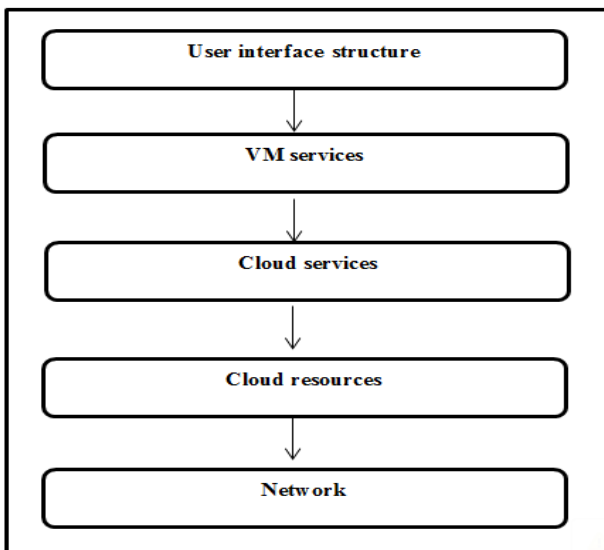 User interface structure
VM services
Cloud services
Cloud resources
Network